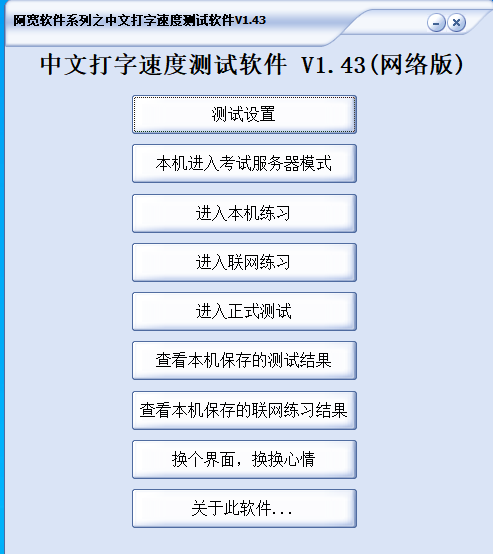 阿宽软件系列之中文打字速度测试软件V1.43
中文打字速度测试软件 V1.43(网络版)
测试设置
本机进入考试服务器模式
进入本机练习
进入联网练习
进入正式测试
查看本机保存的测试结果
查看本机保存的联网练习结果
换个界面，换换心情
关于此软件...